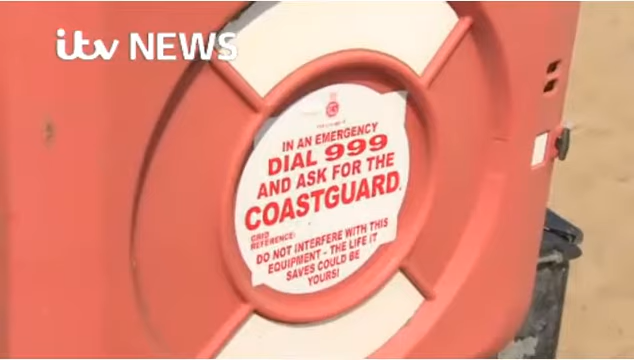 itv NEWS
IN AN EMERGENCY
DIAL 999
AND ASK FOR THE
COASTGUARD.
GRID
REFERENCE:
DO NOT INTERFERE WITH THIS
EQUIPMENT - THE LIFE IT
SAVES COULD BE
YOURS!